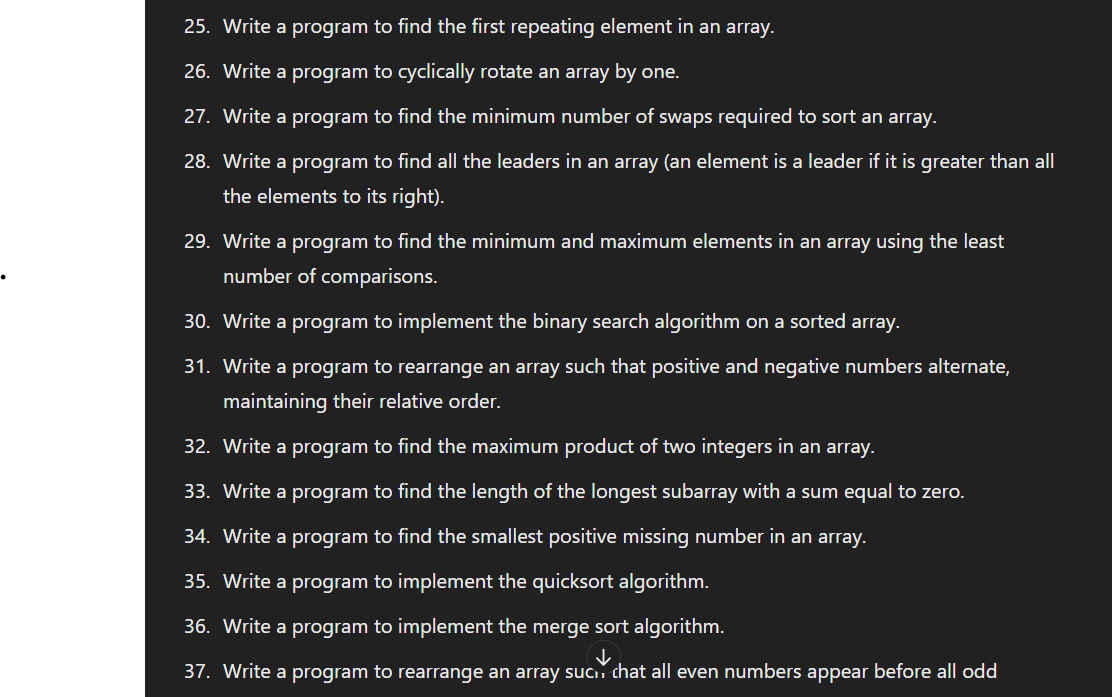 25. Write a program to find the first repeating element in an array.
26. Write a program to cyclically rotate an array by one.
27. Write a program to find the minimum number of swaps required to sort an array.
28. Write a program to find all the leaders in an array (an element is a leader if it is greater than all
the elements to its right).
29. Write a program to find the minimum and maximum elements in an array using the least
number of comparisons.
30. Write a program to implement the binary search algorithm on a sorted array.
31. Write a program to rearrange an array such that positive and negative numbers alternate,
maintaining their relative order.
32. Write a program to find the maximum product of two integers in an array.
33. Write a program to find the length of the longest subarray with a sum equal to zero.
34. Write a program to find the smallest positive missing number in an array.
35. Write a program to implement the quicksort algorithm.
36. Write a program to implement the merge sort algorithm.
37. Write a program to rearrange an array such that all even numbers appear before all odd